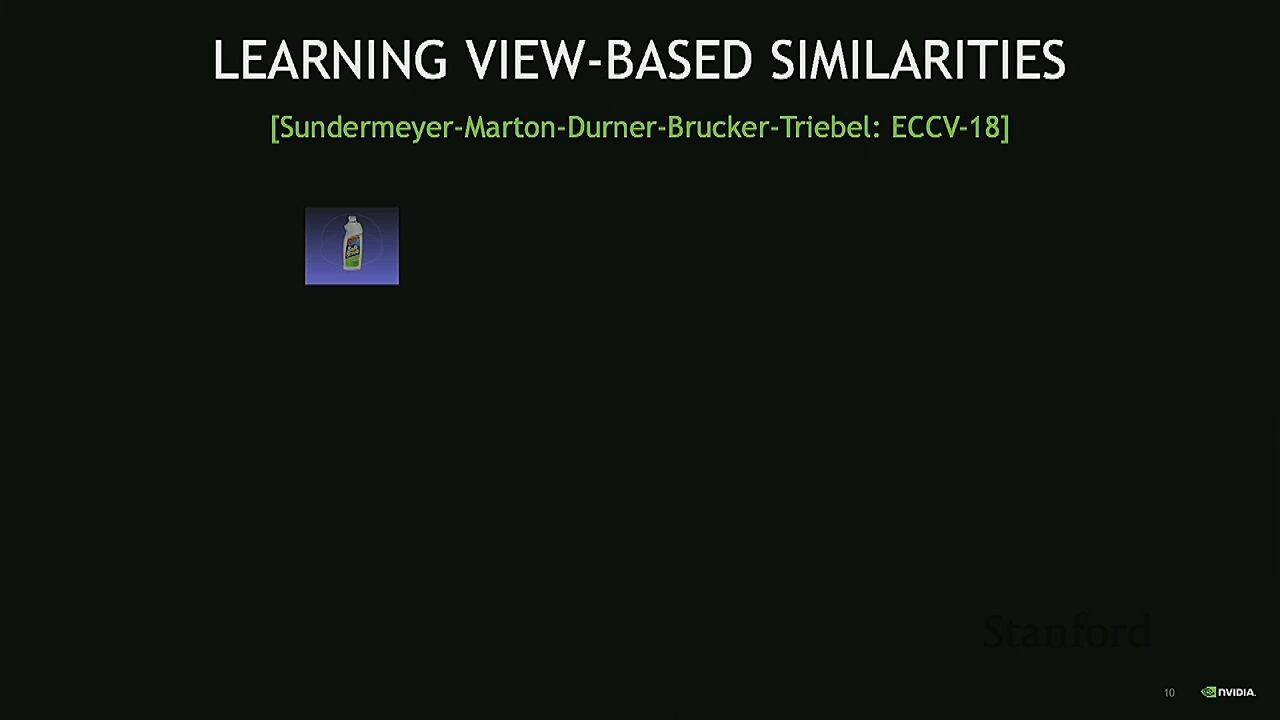 LEARNING VIEW-BASED SIMILARITIES
[Sundermeyer-Marton-Durner-Brucker-Triebel: ECCV-18]
Stanford
10
NVIDIA.